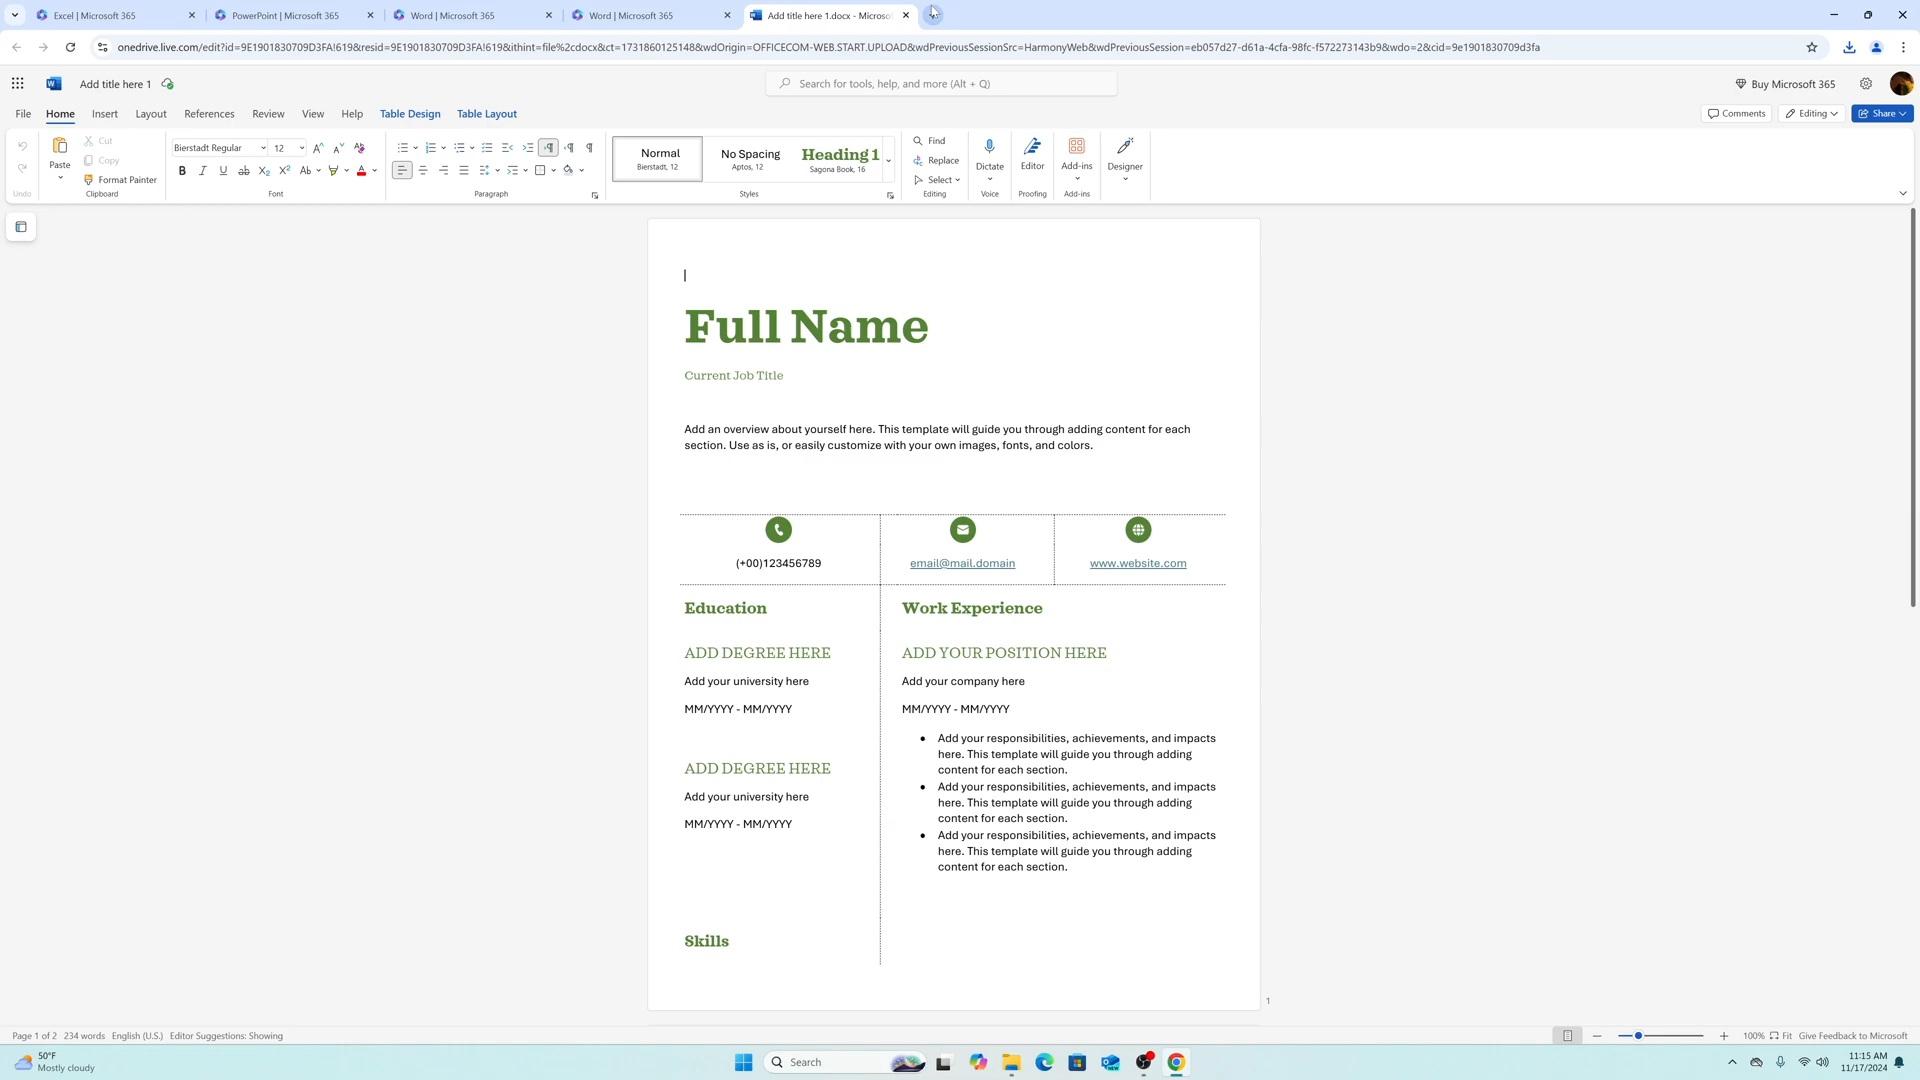 Excel | Microsoft 365
PowerPoint | Microsoft 365
Word | Microsoft 365
Word | Microsoft 365
Add title here 1.docx - Microso
onedrive.live.com/edit?id=9E1901830709D3FA!619&resid=9E1901830709D3FA!619&ithint=file%2cdocx&ct=1731860125148&wdOrigin=OFFICECOM-WEB.START.UPLOAD&wdPreviousSessionSrc=HarmonyWeb&wdPreviousSession=eb057d27-d61a-4cfa-98fc-f572273143b9&wdo=2&cid=9e1901830709d3fa
Add title here 1
Search for tools, help, and more (Alt + Q)
Buy Microsoft 365
File Home Insert Layout References Review View Help Table Design Table Layout
Comments Editing Share
Undo
Paste
Cut
Copy
Format Painter
Clipboard
Bierstadt Regular 12
Font
Paragraph
Normal
Bierstadt, 12
No Spacing
Aptos, 12
Heading 1
Sagona Book, 16
Styles
Find
Replace
Select
Editing
Dictate
Voice
Editor
Proofing
Add-ins
Add-ins
Designer
Full Name
Current Job Title
Add an overview about yourself here. This template will guide you through adding content for each
section. Use as is, or easily customize with your own images, fonts, and colors.
(+00)123456789
email@mail.domain
www.website.com
Education
ADD DEGREE HERE
Add your university here
MM/YYYY - MM/YYYY
ADD DEGREE HERE
Add your university here
MM/YYYY - MM/YYYY
Skills
Work Experience
ADD YOUR POSITION HERE
Add your company here
MM/YYYY - MM/YYYY
Add your responsibilities, achievements, and impacts
here. This template will guide you through adding
content for each section.
Add your responsibilities, achievements, and impacts
here. This template will guide you through adding
content for each section.
Add your responsibilities, achievements, and impacts
here. This template will guide you through adding
content for each section.
1
Page 1 of 2 234 words English (U.S.) Editor Suggestions: Showing
100% Fit Give Feedback to Microsoft
50°F
Mostly cloudy
Search
11:15 AM
11/17/2024